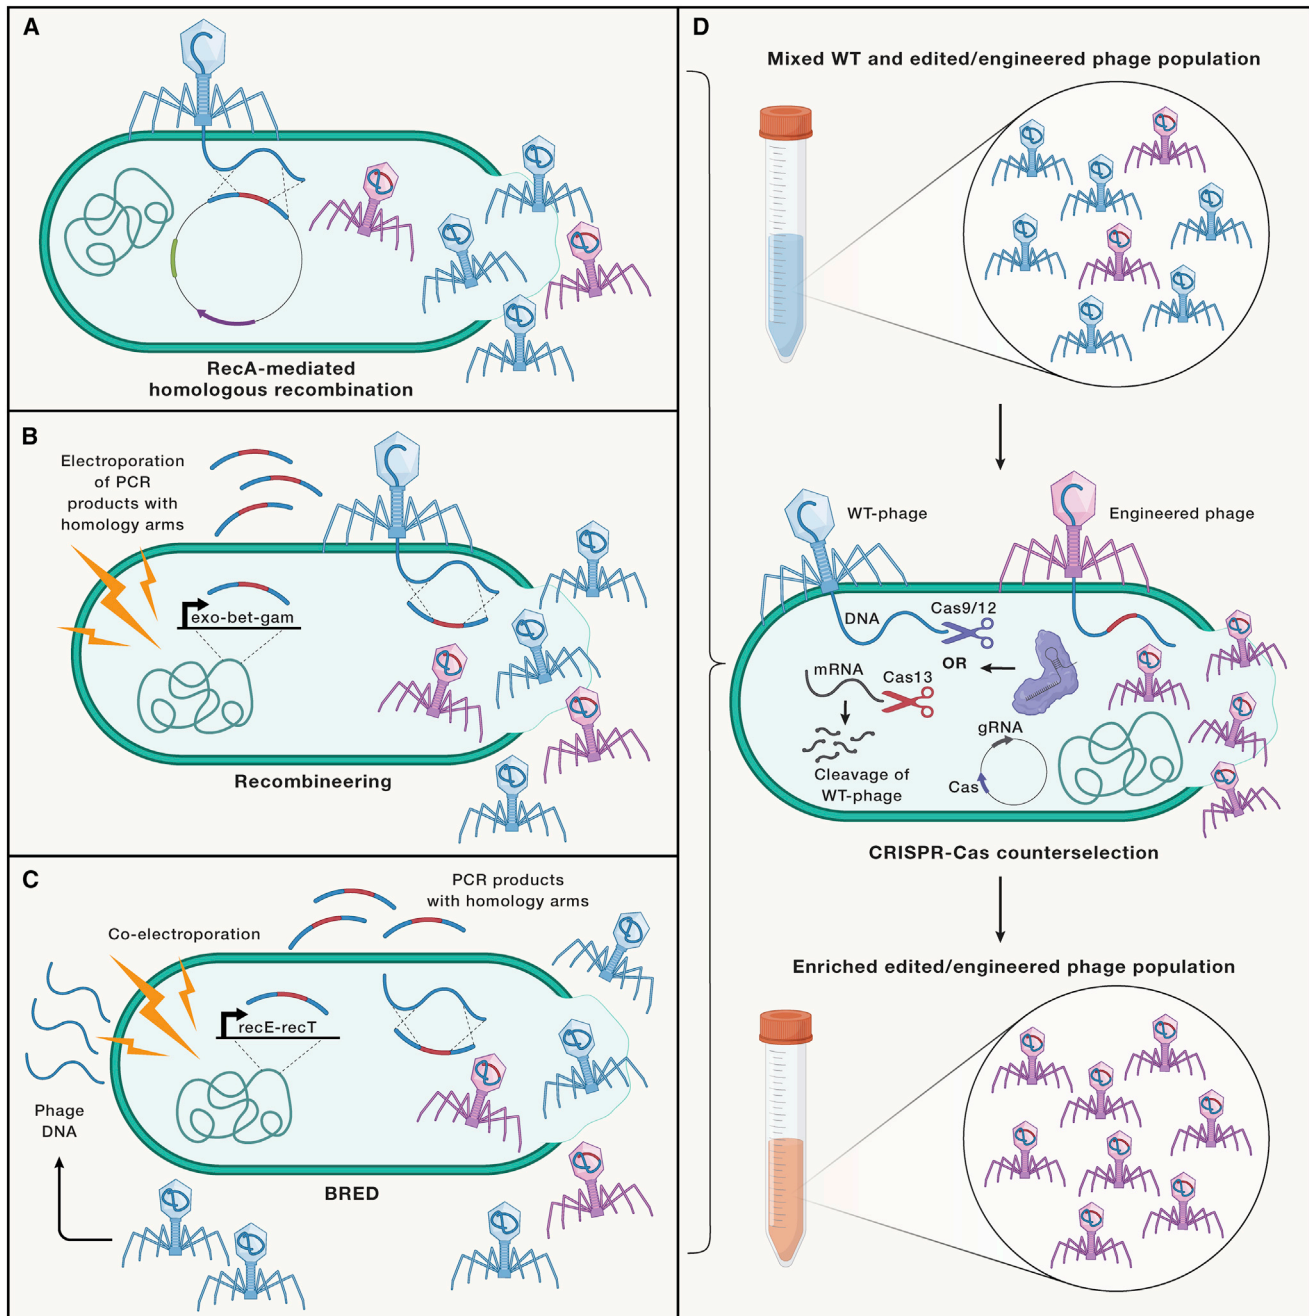 A
RecA-mediated
homologous recombination
B
Electroporation
of PCR
products with
homology arms
exo-bet-gam
Recombineering
C
PCR products
with homology arms
Co-electroporation
recE-recT
Phage
DNA
BRED
D
Mixed WT and edited/engineered phage population
WT-phage
Engineered phage
DNA
Cas9/12
OR
mRNA
Cas13
gRNA
Cas
Cleavage of
WT-phage
CRISPR-Cas counterselection
Enriched edited/engineered phage population